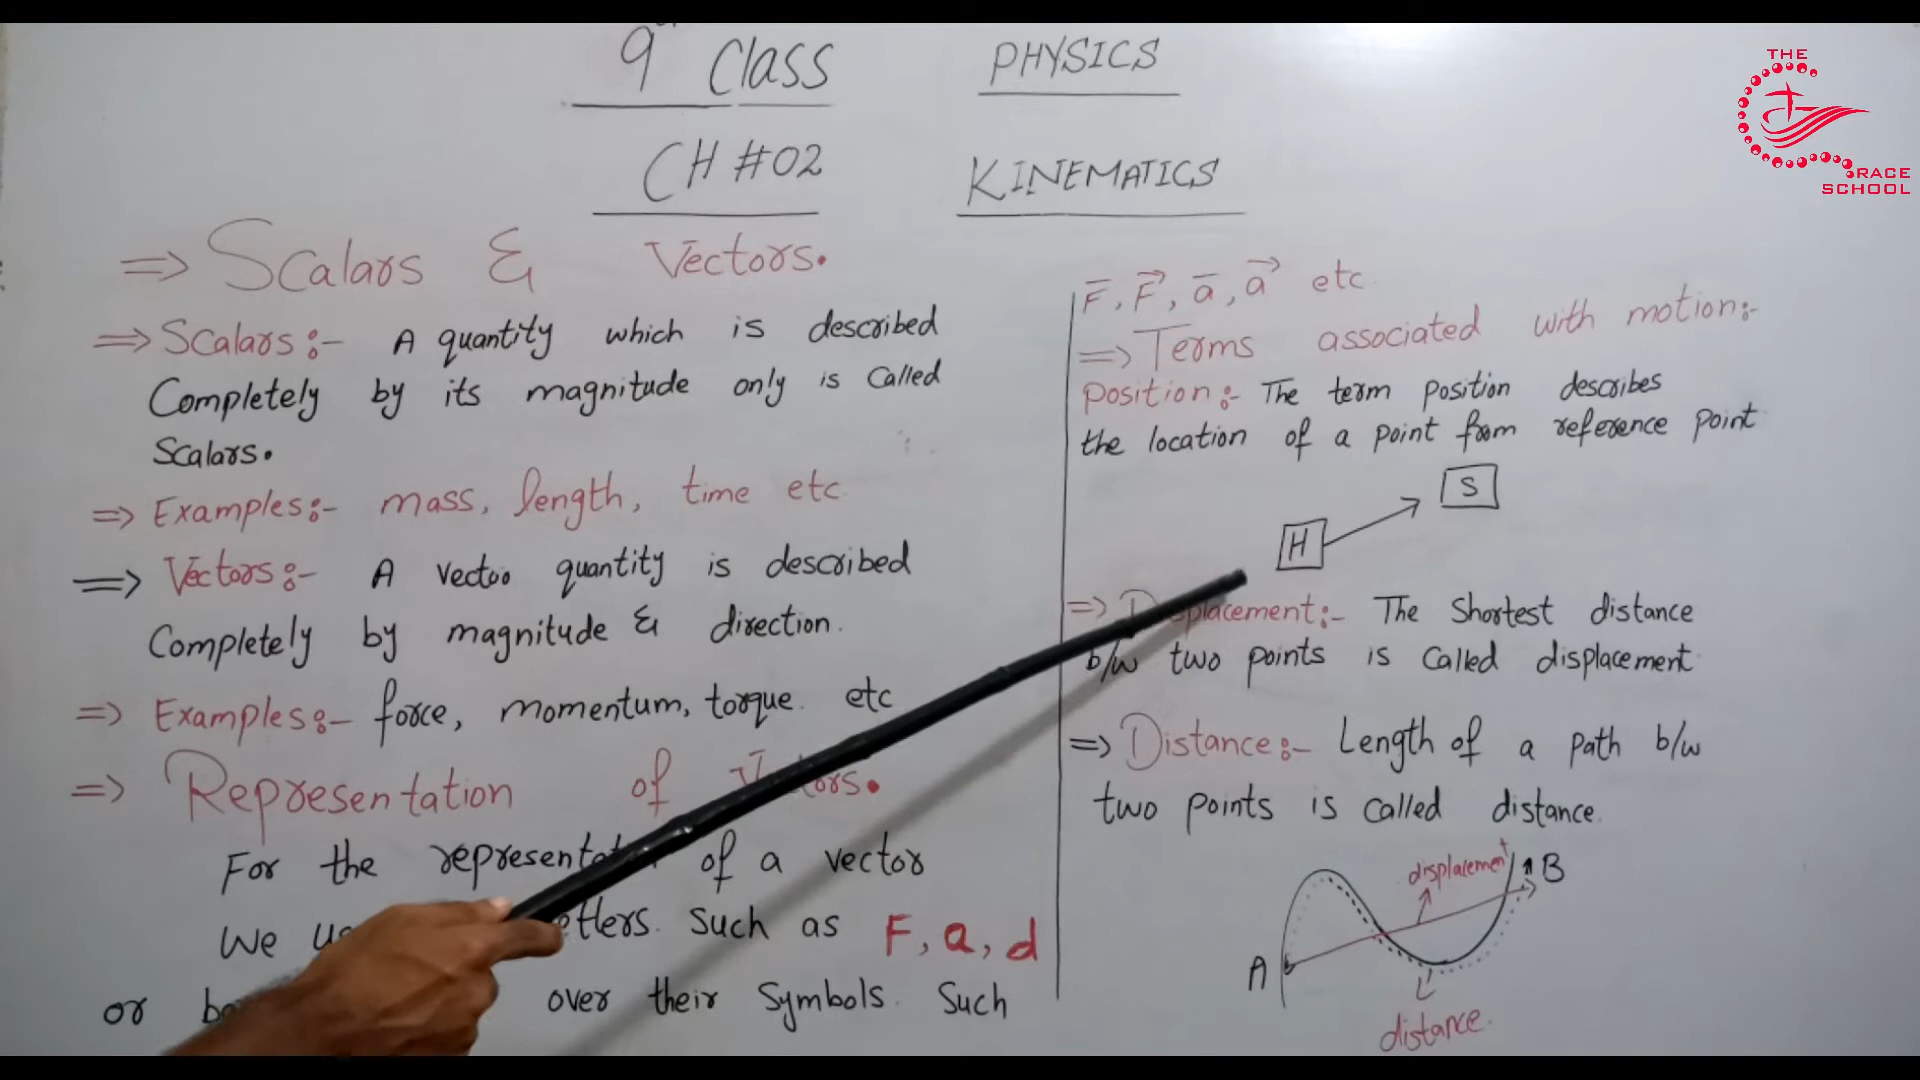 9th Class
PHYSICS
CH #02
KINEMATICS
THE
RACE
SCHOOL
⇒ Scalars & Vectors.
⇒ Scalars:- A quantity which is described
Completely by its magnitude only is Called
Scalars.
⇒ Examples:- mass, length, time etc
⇒ Vectors:- A vector quantity is described
Completely by magnitude & direction.
⇒ Examples:- force, momentum, torque. etc
⇒ Representation of Vectors.
For the of a vector
We such as F, a, d
or over their Symbols. Such
F̅, F⃗, a̅, a⃗ etc
⇒ Terms associated with motion:-
Position:- The term position describes
the location of a point from reference point
S
H
⇒ Displacement:- The Shortest distance
b/w two points is Called displacement
⇒ Distance:- Length of a path b/w
two points is called distance.
displacement
B
A
distance.